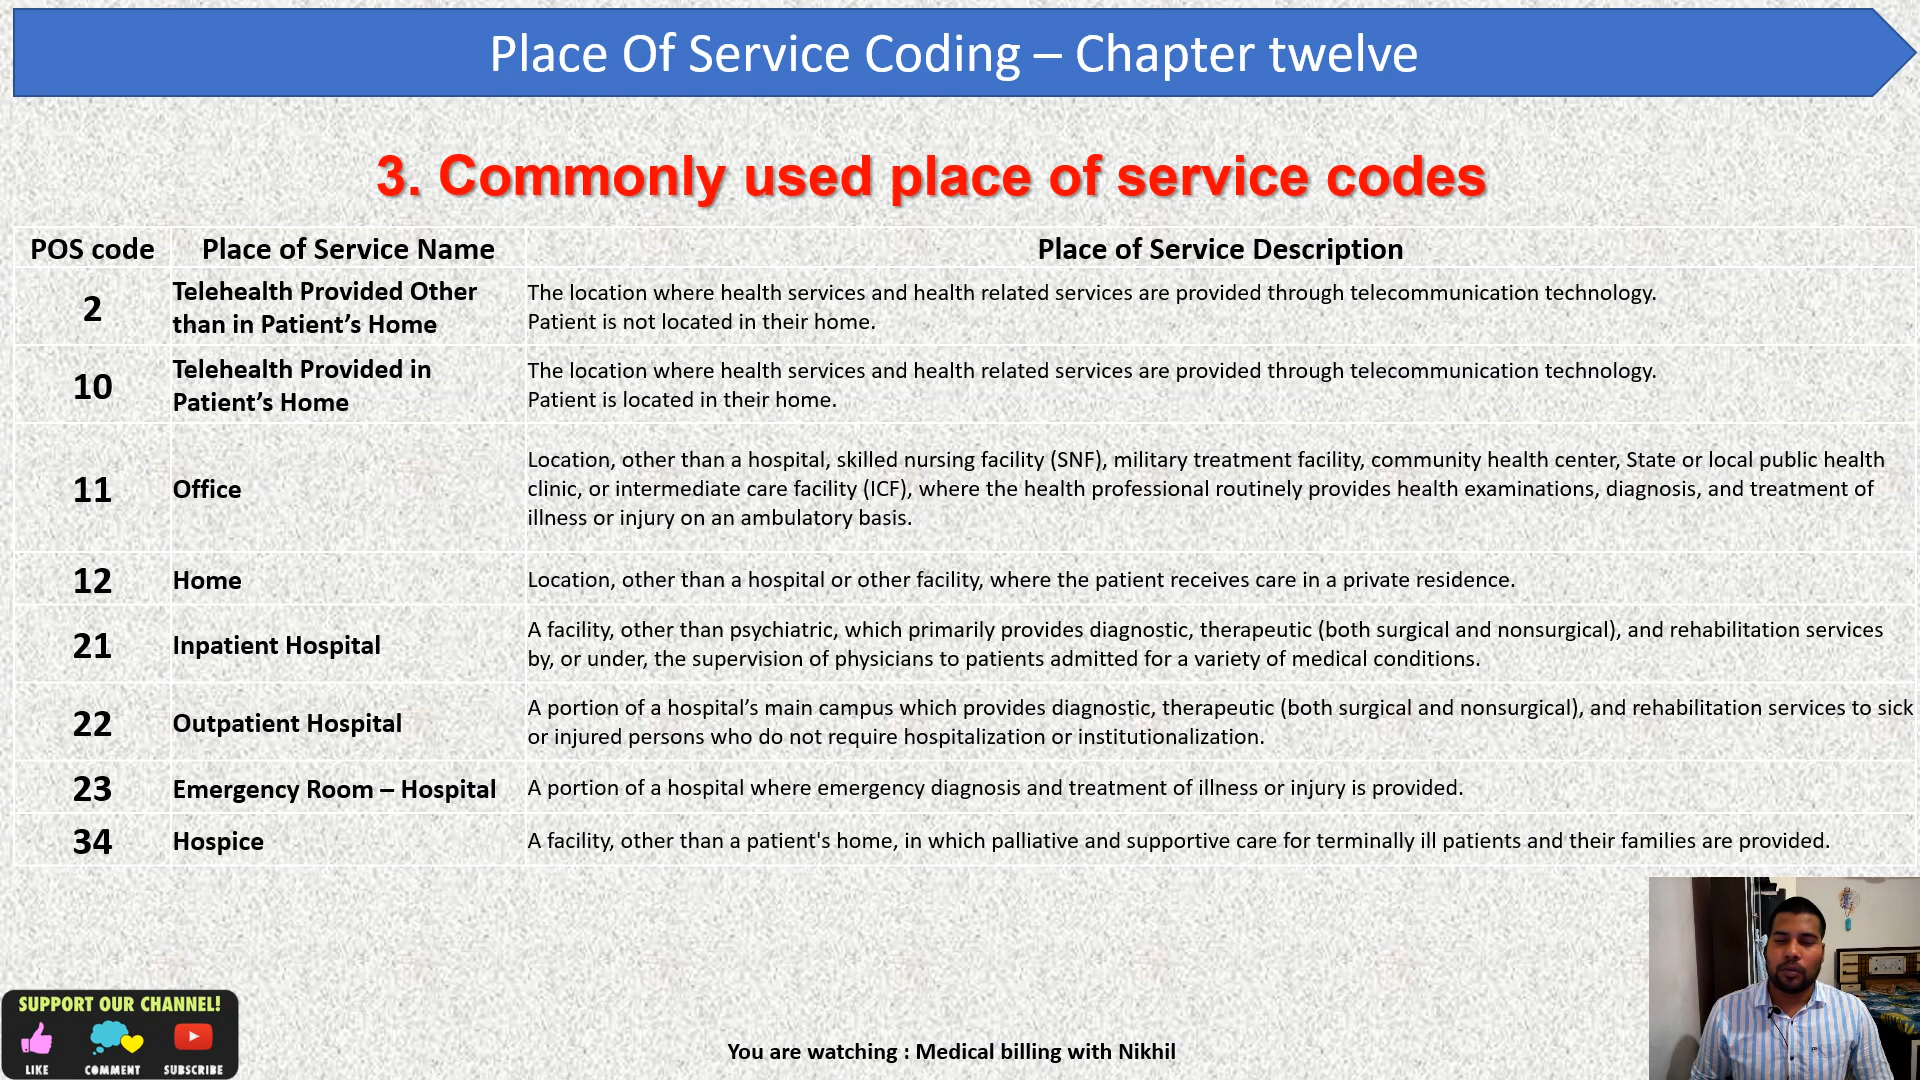 Place Of Service Coding – Chapter twelve
3. Commonly used place of service codes
POS code
Place of Service Name
Place of Service Description
2
Telehealth Provided Other
than in Patient’s Home
The location where health services and health related services are provided through telecommunication technology.
Patient is not located in their home.
10
Telehealth Provided in
Patient’s Home
The location where health services and health related services are provided through telecommunication technology.
Patient is located in their home.
11
Office
Location, other than a hospital, skilled nursing facility (SNF), military treatment facility, community health center, State or local public health
clinic, or intermediate care facility (ICF), where the health professional routinely provides health examinations, diagnosis, and treatment of
illness or injury on an ambulatory basis.
12
Home
Location, other than a hospital or other facility, where the patient receives care in a private residence.
21
Inpatient Hospital
A facility, other than psychiatric, which primarily provides diagnostic, therapeutic (both surgical and nonsurgical), and rehabilitation services
by, or under, the supervision of physicians to patients admitted for a variety of medical conditions.
22
Outpatient Hospital
A portion of a hospital’s main campus which provides diagnostic, therapeutic (both surgical and nonsurgical), and rehabilitation services to sick
or injured persons who do not require hospitalization or institutionalization.
23
Emergency Room – Hospital
A portion of a hospital where emergency diagnosis and treatment of illness or injury is provided.
34
Hospice
A facility, other than a patient's home, in which palliative and supportive care for terminally ill patients and their families are provided.
SUPPORT OUR CHANNEL!
LIKE
COMMENT
SUBSCRIBE
You are watching : Medical billing with Nikhil